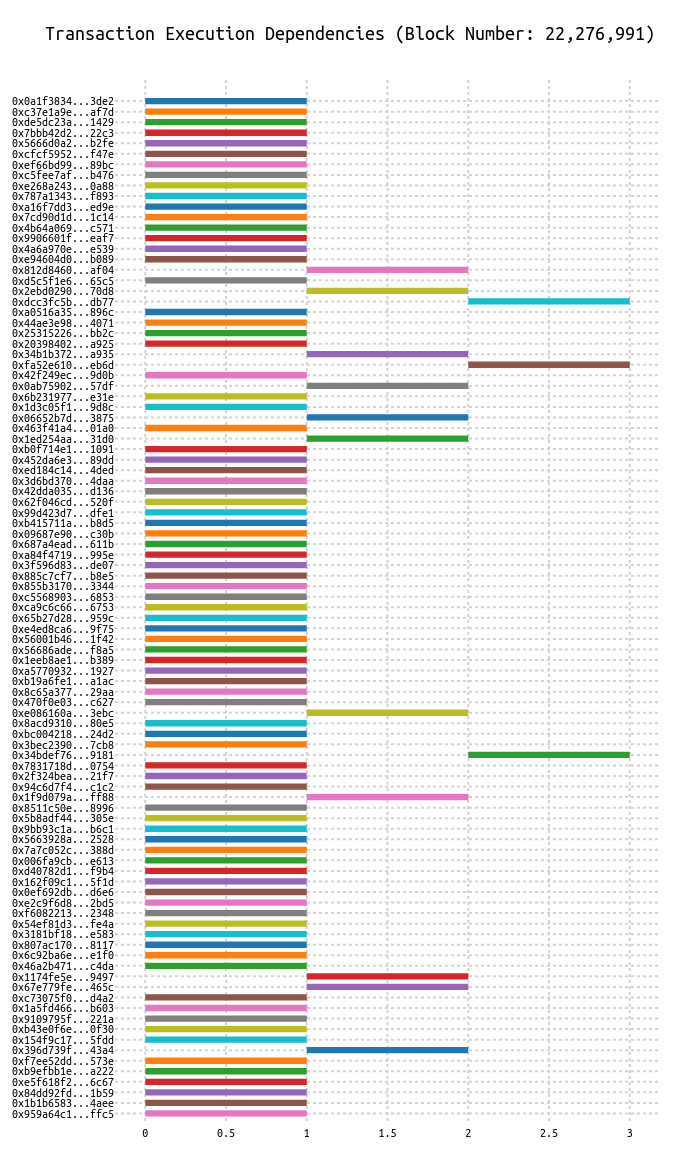 Transaction Execution Dependencies (Block Number: 22,276,991)
0x0a1f3834...3de2
0xc37e1a9e...af7d
0xde5dc23a...1429
0x7bbb42d2...22c3
0x5666d0a2...b2fe
0xcfcf5952...f47e
0xef66bd99...89bc
0xc5fee7af...b476
0xe268a243...0a88
0x787a1343...f893
0xa16f7dd3...ed9e
0x7cd90d1d...1c14
0x4b64a069...c571
0x9906601f...eaf7
0x4a6a970e...e539
0xe94604d0...b089
0x812d8460...af04
0xd5c5f1e6...65c5
0x2ebd0290...70d8
0xdcc3fc5b...db77
0xa0516a35...896c
0x44ae3e98...4071
0x25315226...bb2c
0x20398402...a925
0x34b1b372...a935
0xfa52e610...eb6d
0x42f249ec...9d0b
0x0ab75902...57df
0x6b231977...e31e
0x1d3c05f1...9d8c
0x06652b7d...3875
0x463f41a4...01a0
0x1ed254aa...31d0
0xb0f714e1...1091
0x452da6e3...89dd
0xed184c14...4ded
0x3d6bd370...4daa
0x42dda035...d136
0x62f046cd...520f
0x99d423d7...dfe1
0xb415711a...b8d5
0x09687e90...c30b
0x687a4ead...611b
0xa84f4719...995e
0x3f596d83...de07
0x885c7cf7...b8e5
0x855b3170...3344
0xc5568903...6853
0xca9c6c66...6753
0x65b27d28...959c
0xe4ed8ca6...9f75
0x56001b46...1f42
0x56686ade...f8a5
0x1eeb8ae1...b389
0xa5770932...1927
0xb19a6fe1...a1ac
0x8c65a377...29aa
0x470f0e03...c627
0xe086160a...3ebc
0x8acd9310...80e5
0xbc004218...24d2
0x3bec2390...7cb8
0x34bdef76...9181
0x7831718d...0754
0x2f324bea...21f7
0x94c6d7f4...c1c2
0x1f9d079a...ff88
0x8511c50e...8996
0x5b8adf44...305e
0x9bb93c1a...b6c1
0x5663928a...2528
0x7a7c052c...388d
0x006fa9cb...e613
0xd40782d1...f9b4
0x162f09c1...5f1d
0x0ef692db...d6e6
0xe2c9f6d8...2bd5
0xf6082213...2348
0x54ef81d3...fe4a
0x3181bf18...e583
0x807ac170...8117
0x6c92ba6e...e1f0
0x46a2b471...c4da
0x1174fe5e...9497
0x67e779fe...465c
0xc73075f0...d4a2
0x1a5fd466...b603
0x9109795f...221a
0xb43e0f6e...0f30
0x154f9c17...5fdd
0x396d739f...43a4
0xf7ee52dd...573e
0xb9efbb1e...a222
0xe5f618f2...6c67
0x84dd92fd...1b59
0x1b1b6583...4aee
0x959a64c1...ffc5
0 0.5 1 1.5 2 2.5 3